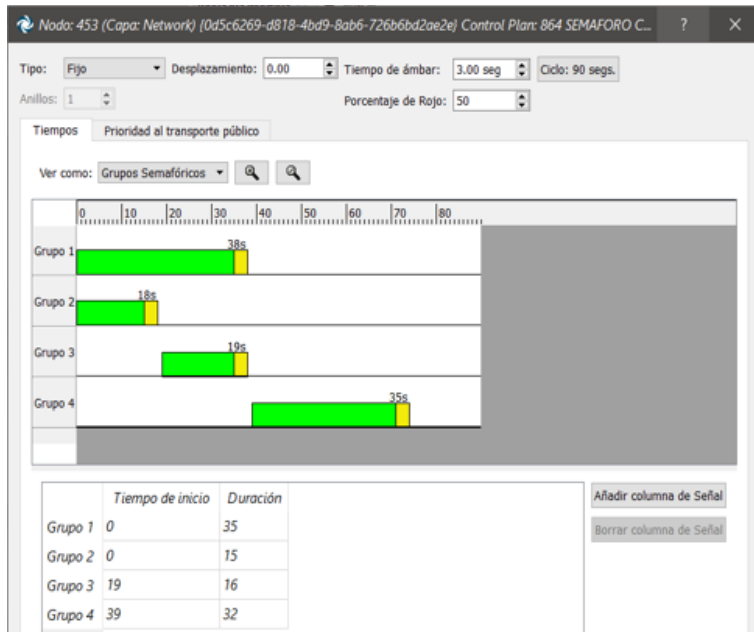 Nodo: 453 (Capa: Network) {0d5c6269-d818-4bd9-8ab6-726b6bd2ae2e} Control Plan: 864 SEMAFORO C... ? ×
Tipo: Fijo Desplazamiento: 0.00 Tiempo de ámbar: 3.00 seg Ciclo: 90 segs.
Anillos: 1 Porcentaje de Rojo: 50
Tiempos Prioridad al transporte público
Ver como: Grupos Semafóricos
0 10 20 30 40 50 60 70 80
38s
Grupo 1
18s
Grupo 2
19s
Grupo 3
35s
Grupo 4
Tiempo de inicio Duración Añadir columna de Señal
Grupo 1 0 35 Borrar columna de Señal
Grupo 2 0 15
Grupo 3 19 16
Grupo 4 39 32